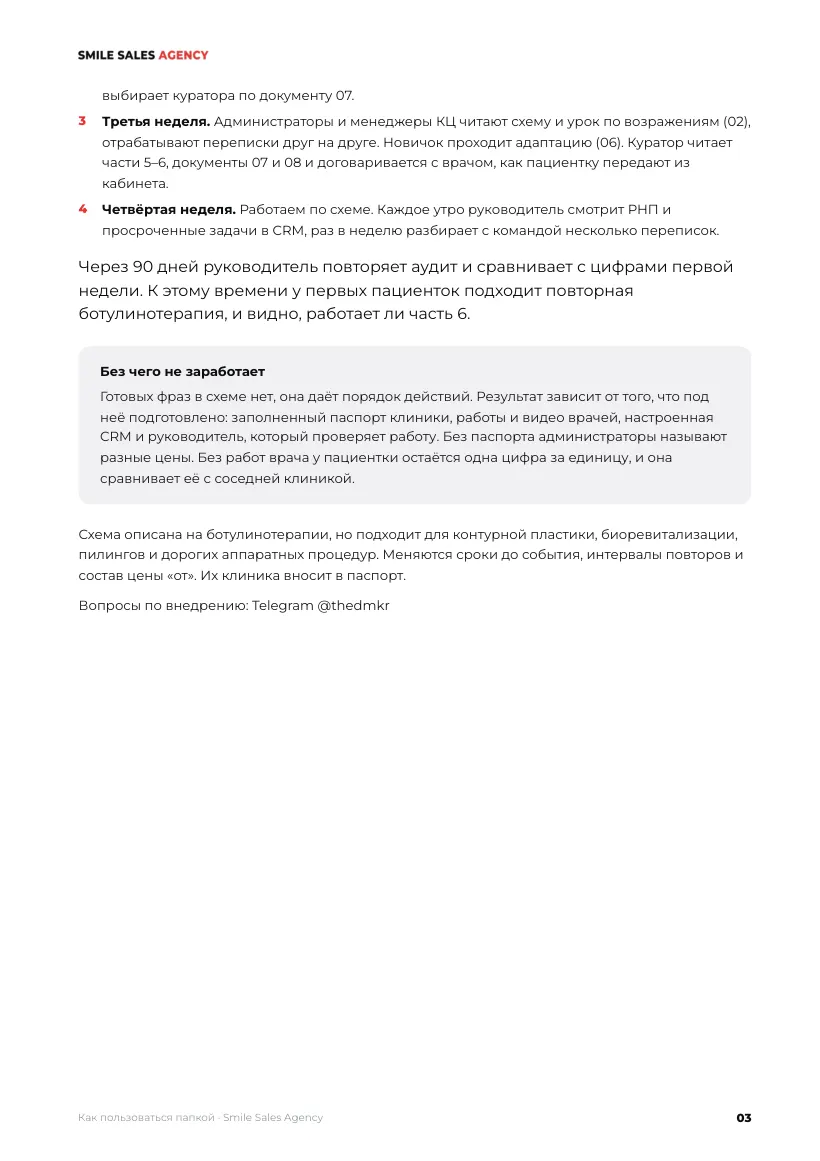 SMILE SALES AGENCY
выбирает куратора по документу 07.
3 Третья неделя. Администраторы и менеджеры КЦ читают схему и урок по возражениям (02),
отрабатывают переписки друг на друге. Новичок проходит адаптацию (06). Куратор читает
части 5–6, документы 07 и 08 и договаривается с врачом, как пациентку передают из
кабинета.
4 Четвёртая неделя. Работаем по схеме. Каждое утро руководитель смотрит РНП и
просроченные задачи в CRM, раз в неделю разбирает с командой несколько переписок.
Через 90 дней руководитель повторяет аудит и сравнивает с цифрами первой
недели. К этому времени у первых пациенток подходит повторная
ботулинотерапия, и видно, работает ли часть 6.
Без чего не заработает
Готовых фраз в схеме нет, она даёт порядок действий. Результат зависит от того, что под
неё подготовлено: заполненный паспорт клиники, работы и видео врачей, настроенная
CRM и руководитель, который проверяет работу. Без паспорта администраторы называют
разные цены. Без работ врача у пациентки остаётся одна цифра за единицу, и она
сравнивает её с соседней клиникой.
Схема описана на ботулинотерапии, но подходит для контурной пластики, биоревитализации,
пилингов и дорогих аппаратных процедур. Меняются сроки до события, интервалы повторов и
состав цены «от». Их клиника вносит в паспорт.
Вопросы по внедрению: Telegram @thedmkr
Как пользоваться папкой · Smile Sales Agency
03